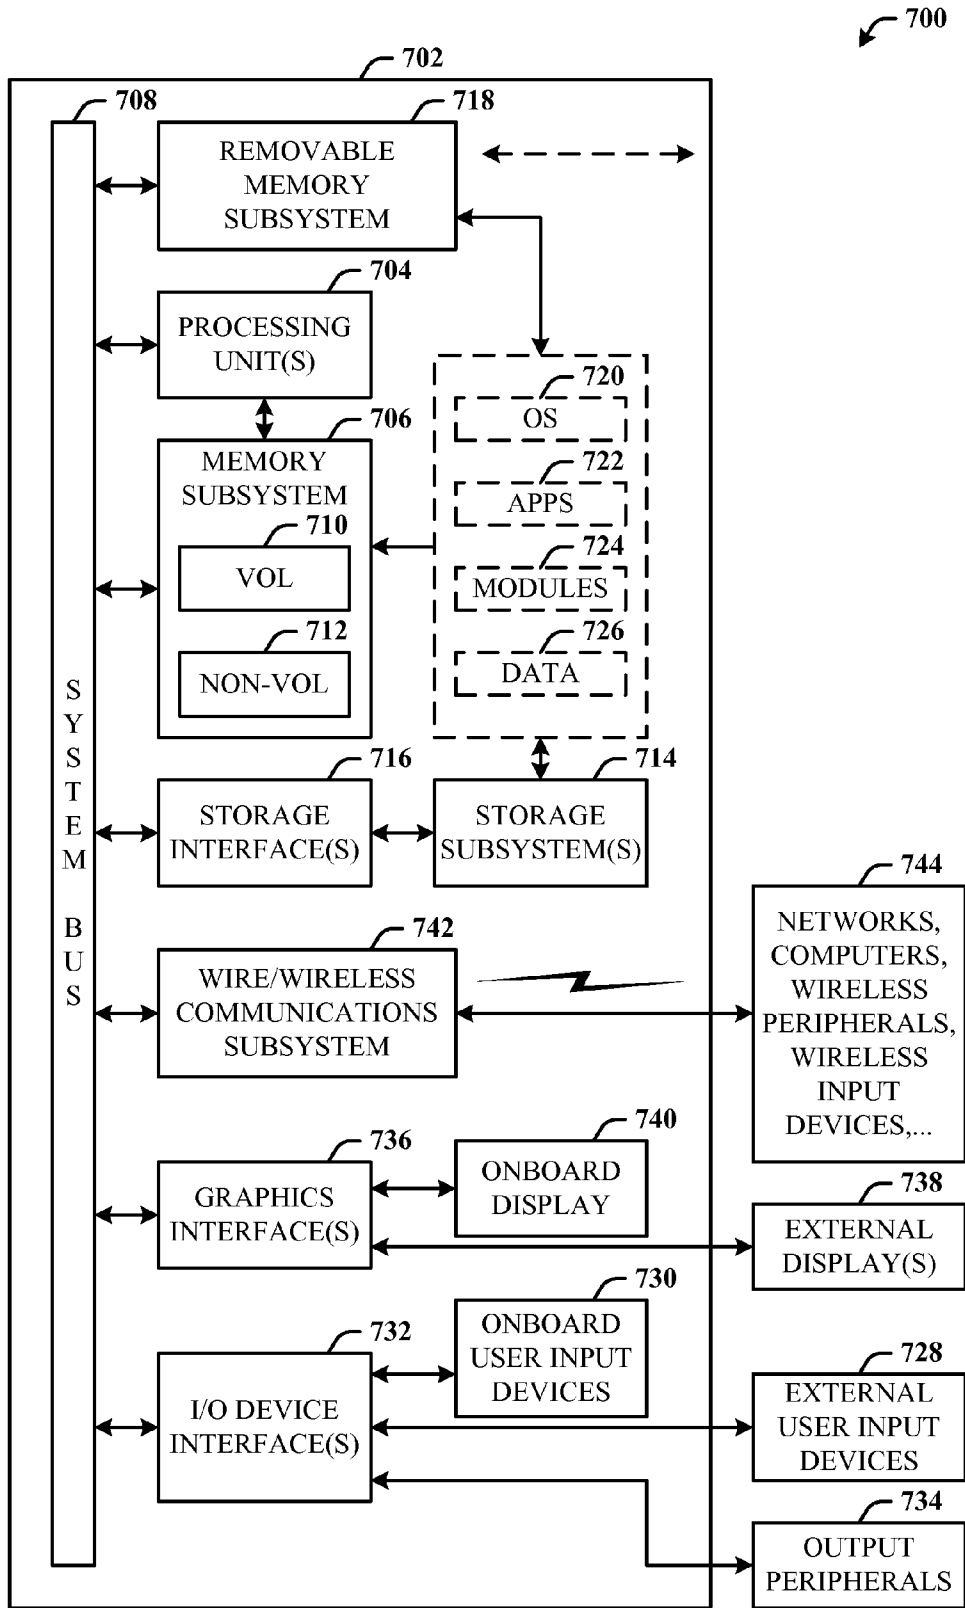 700
702
708
718
REMOVABLE
MEMORY
SUBSYSTEM
704
PROCESSING
UNIT(S)
706
MEMORY
SUBSYSTEM
710
VOL
712
NON-VOL
720
OS
722
APPS
724
MODULES
726
DATA
SYSTEM BUS
716
STORAGE
INTERFACE(S)
714
STORAGE
SUBSYSTEM(S)
742
WIRE/WIRELESS
COMMUNICATIONS
SUBSYSTEM
744
NETWORKS,
COMPUTERS,
WIRELESS
PERIPHERALS,
WIRELESS
INPUT
DEVICES,...
736
GRAPHICS
INTERFACE(S)
740
ONBOARD
DISPLAY
738
EXTERNAL
DISPLAY(S)
732
I/O DEVICE
INTERFACE(S)
730
ONBOARD
USER INPUT
DEVICES
728
EXTERNAL
USER INPUT
DEVICES
734
OUTPUT
PERIPHERALS